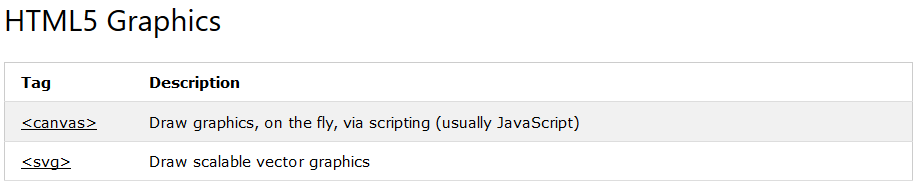 HTML5 Graphics
Tag Description
<canvas> Draw graphics, on the fly, via scripting (usually JavaScript)
<svg> Draw scalable vector graphics